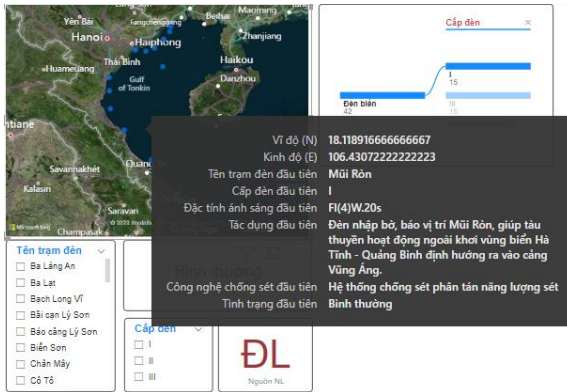 Yên Bái
Hanoi
Haiphong
Thái Bình
Fangchenggang
Beihai
Maoming
Zhanjiang
Haikou
Danzhou
Huameuang
Gulf
of Tonkin
Savannakhét
Kalasin
Saravan
Champasak
Microsoft Bing
Cấp đèn
I
15
Đèn biển
42
III
15
Vĩ độ (N) 18.118916666666667
Kinh độ (E) 106.43072222222223
Tên trạm đèn đầu tiên Mũi Ròn
Cấp đèn đầu tiên I
Đặc tính ánh sáng đầu tiên Fl(4)W.20s
Tác dụng đầu tiên Đèn nhập bờ, báo vị trí Mũi Ròn, giúp tàu
thuyền hoạt động ngoài khơi vùng biển Hà
Tĩnh - Quảng Bình định hướng ra vào cảng
Vũng Áng.
Công nghệ chống sét đầu tiên Hệ thống chống sét phân tán năng lượng sét
Tình trạng đầu tiên Bình thường
Tên trạm đèn
Ba Làng An
Ba Lạt
Bạch Long Vĩ
Bãi cạn Lý Sơn
Báo cảng Lý Sơn
Biển Sơn
Chân Mây
Cô Tô
Bình thường
Cấp đèn
I
II
III
ĐL
Nguồn NL